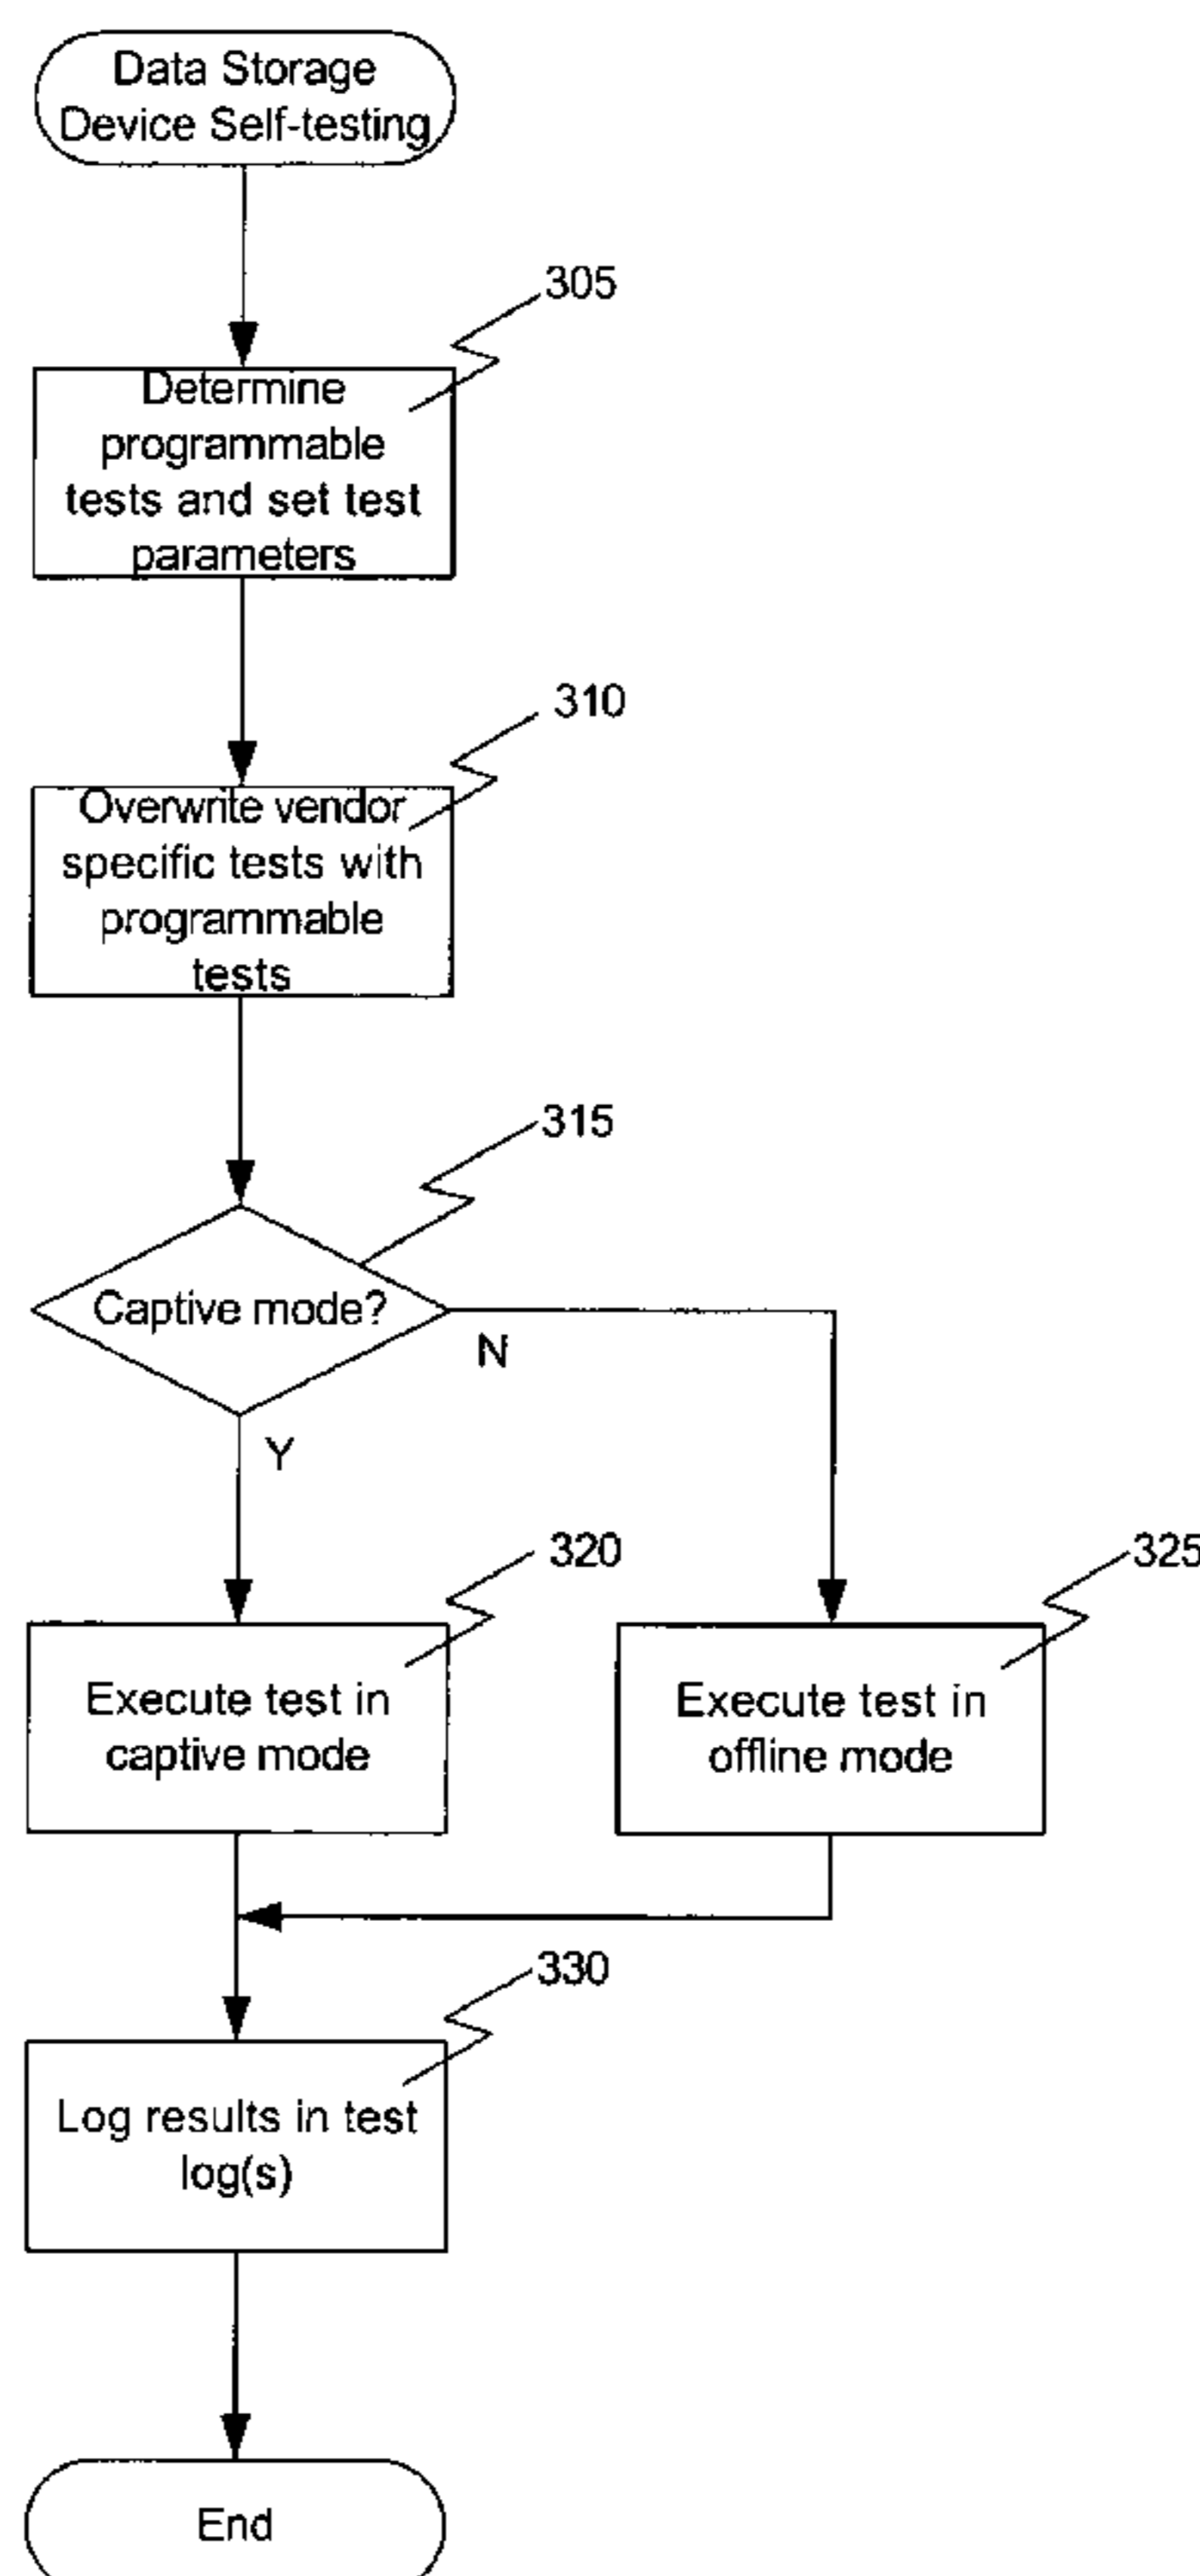 Data Storage
Device Self-testing
305
Determine
programmable
tests and set test
parameters
310
Overwrite vendor
specific tests with
programmable
tests
315
Captive mode?
N
Y
320
325
Execute test in
captive mode
Execute test in
offline mode
330
Log results in test
log(s)
End